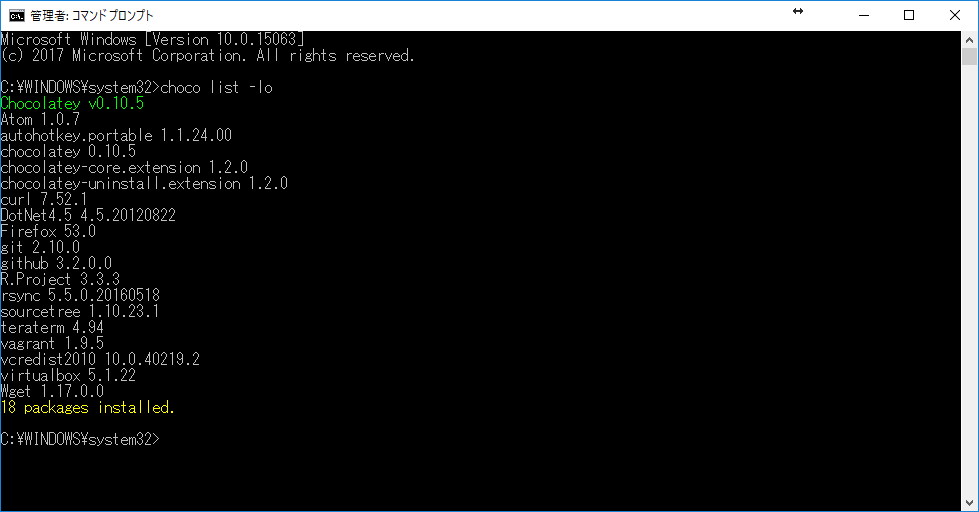 管理者: コマンド プロンプト
Microsoft Windows [Version 10.0.15063]
(c) 2017 Microsoft Corporation. All rights reserved.
C:¥WINDOWS¥system32>choco list -lo
Chocolatey v0.10.5
Atom 1.0.7
autohotkey.portable 1.1.24.00
chocolatey 0.10.5
chocolatey-core.extension 1.2.0
chocolatey-uninstall.extension 1.2.0
curl 7.52.1
DotNet4.5 4.5.20120822
Firefox 53.0
git 2.10.0
github 3.2.0.0
R.Project 3.3.3
rsync 5.5.0.20160518
sourcetree 1.10.23.1
teraterm 4.94
vagrant 1.9.5
vcredist2010 10.0.40219.2
virtualbox 5.1.22
Wget 1.17.0.0
18 packages installed.
C:¥WINDOWS¥system32>